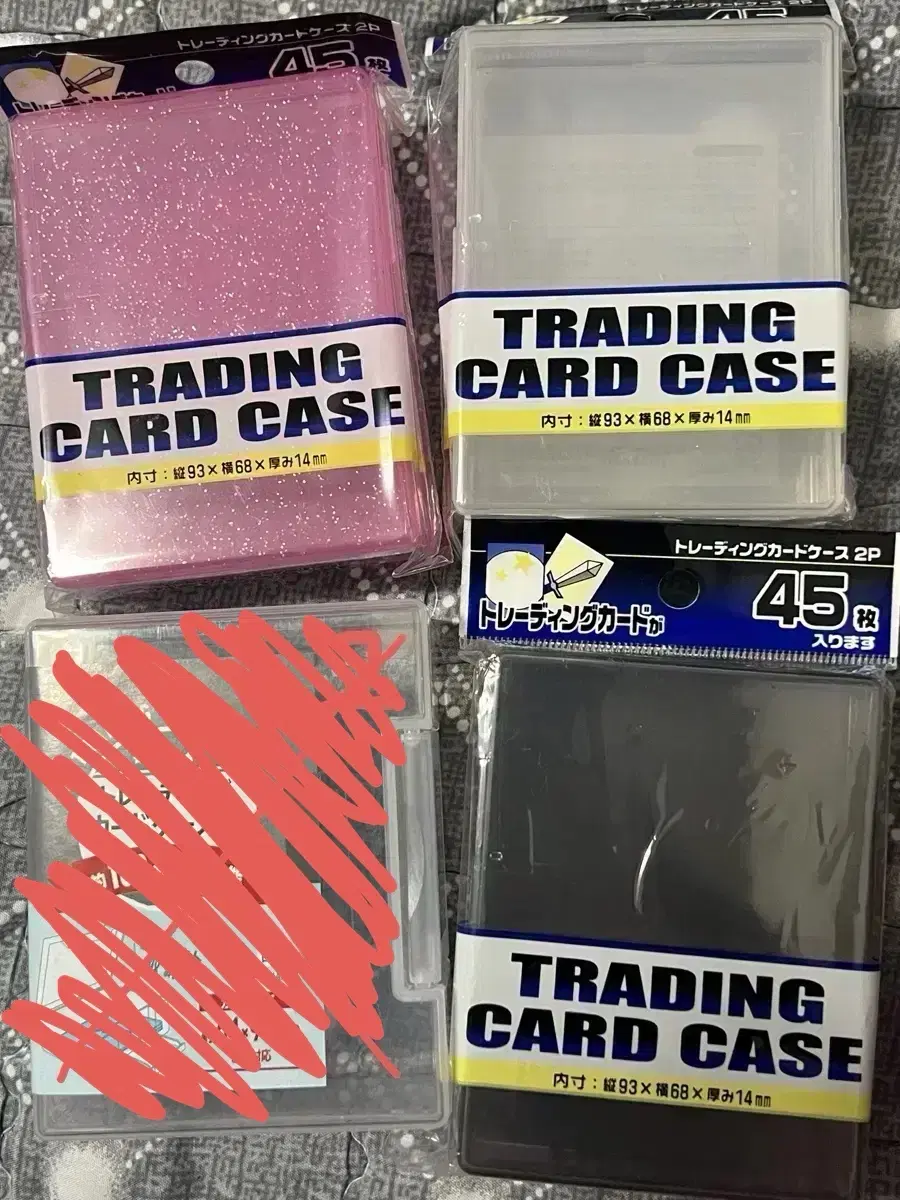 トレーディングカードケース 2P
45枚
TRADING
CARD CASE
内寸：縦93×横68×厚み14mm
45
TRADING
CARD CASE
内寸：縦93×横68×厚み14mm
トレーディングカードケース 2P
トレーディングカードが
45枚
入ります
TRADING
CARD CASE
内寸：縦93×横68×厚み14mm
対応